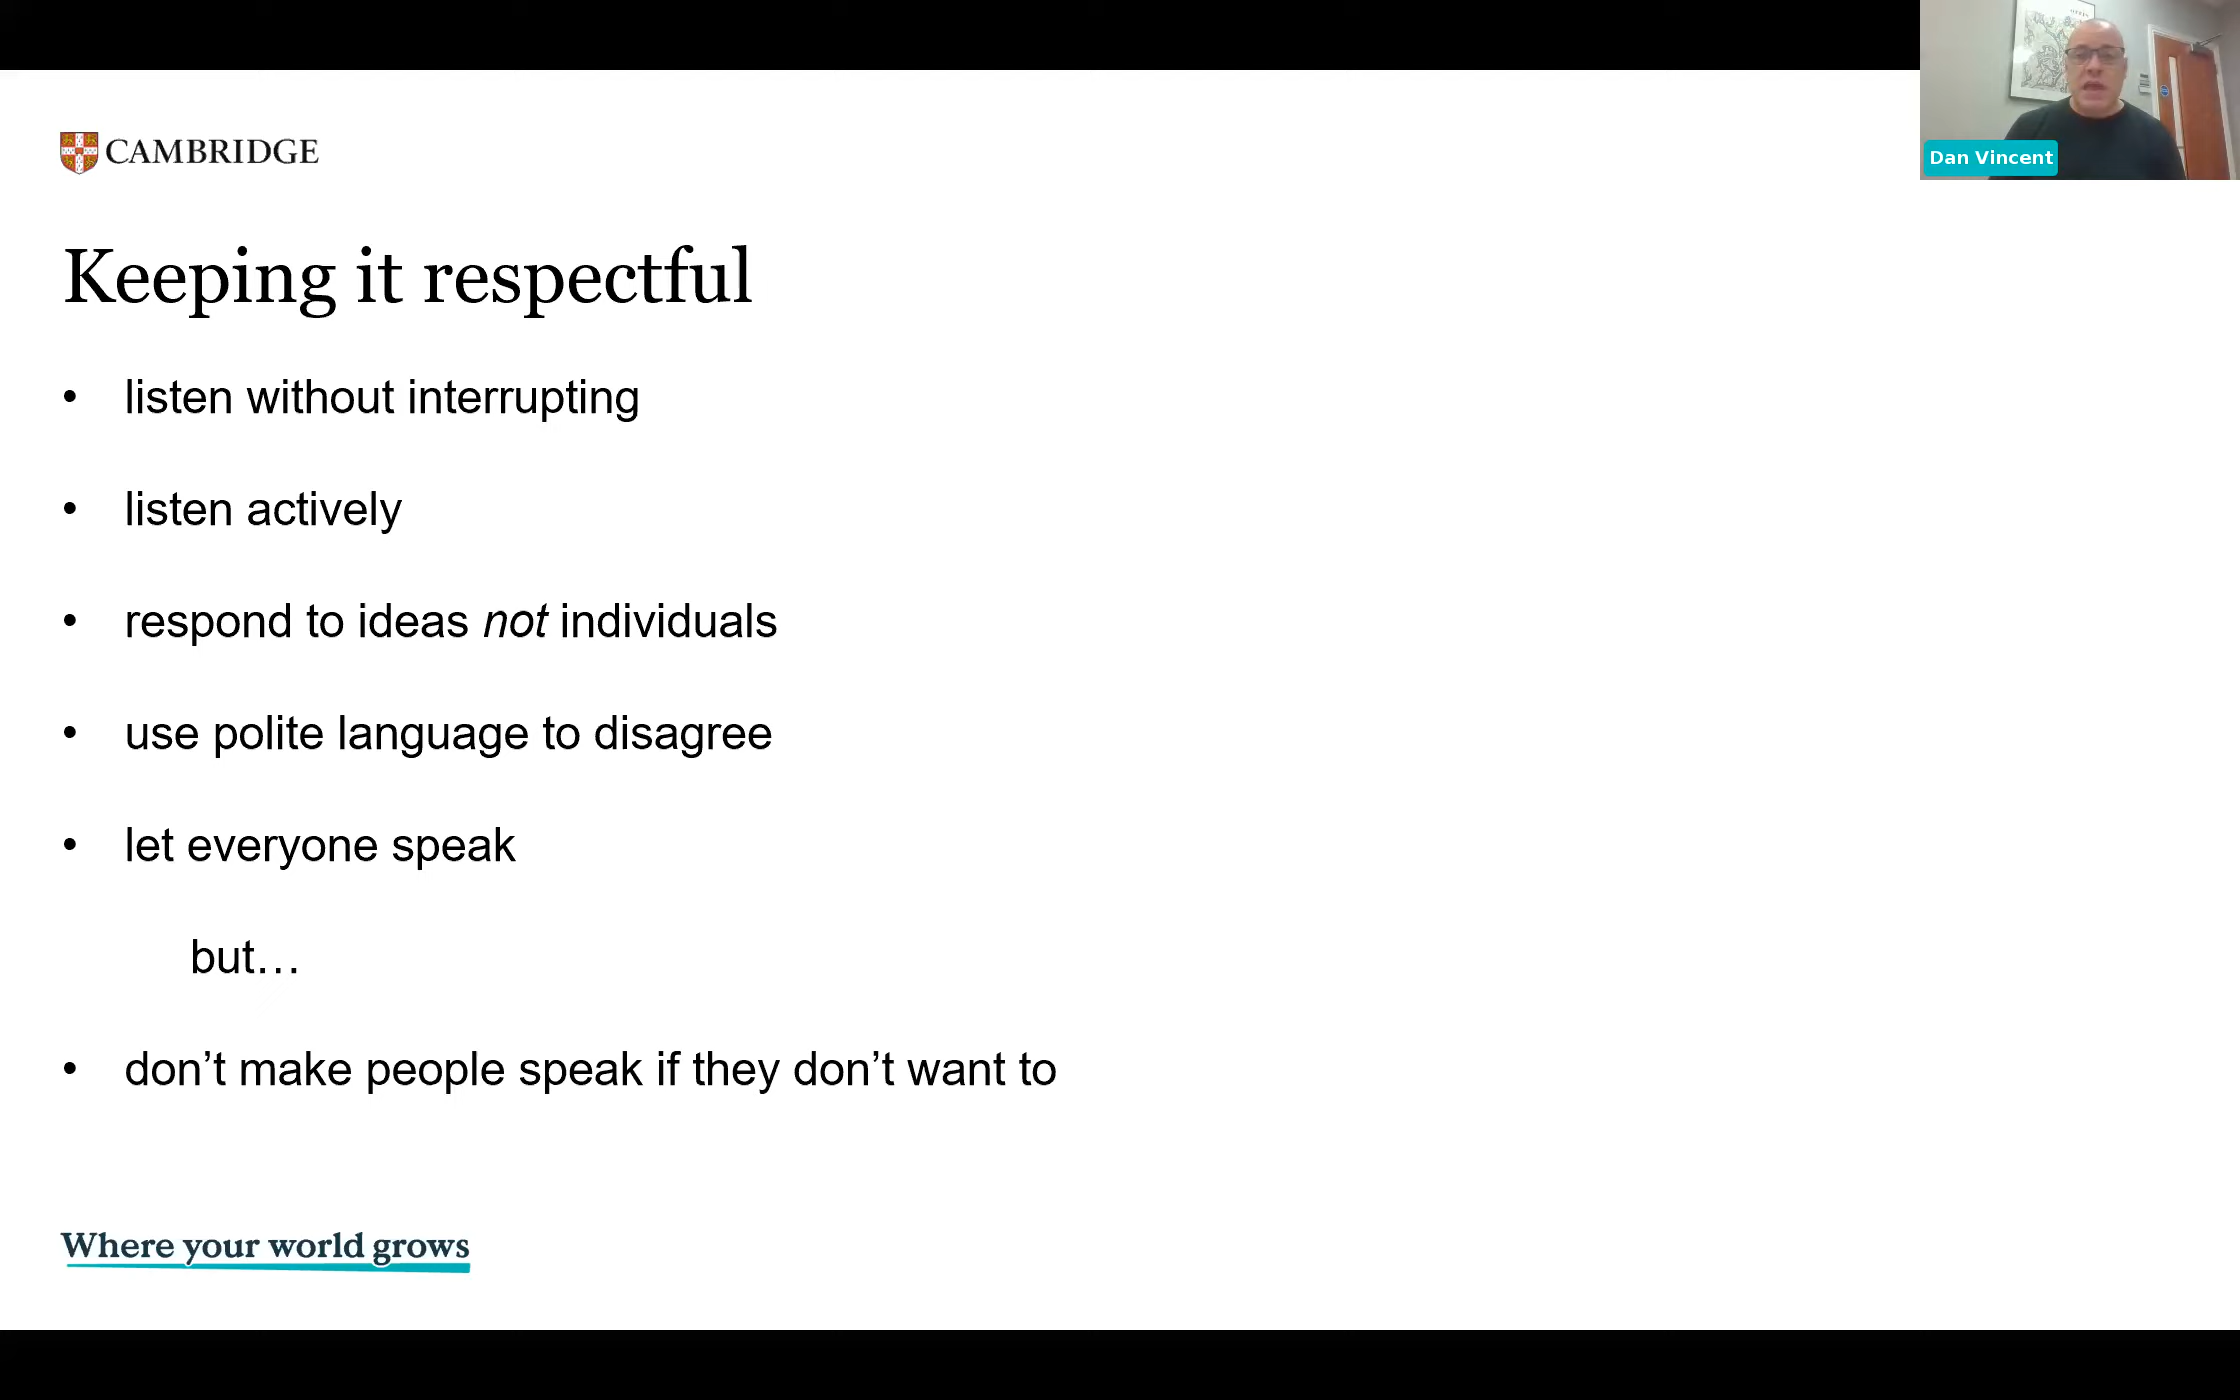 Dan Vincent
CAMBRIDGE
Keeping it respectful
• listen without interrupting
• listen actively
• respond to ideas not individuals
• use polite language to disagree
• let everyone speak
but…
• don’t make people speak if they don’t want to
Where your world grows